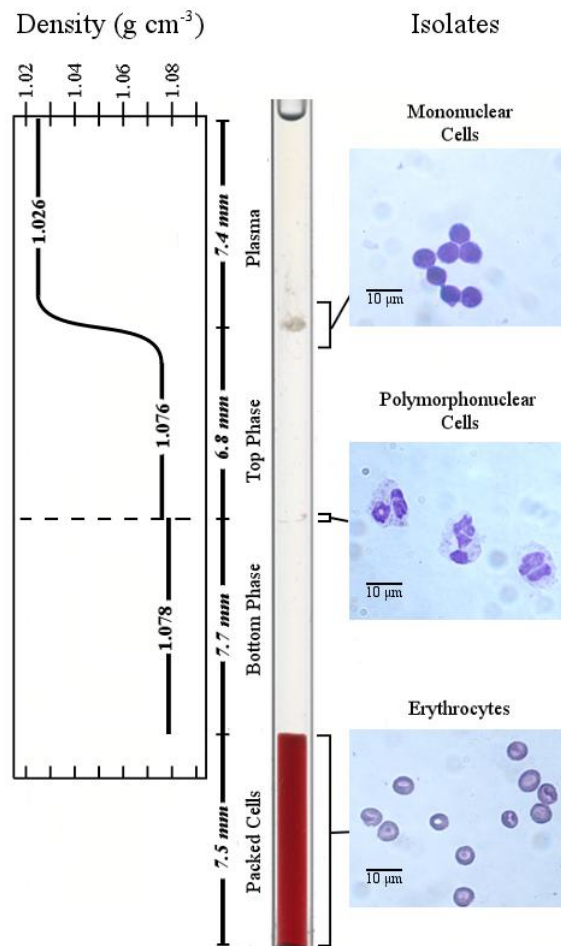 Density (g cm-3)
Isolates
1.02
1.04
1.06
1.08
1.026
1.076
1.078
7.4 mm
6.8 mm
7.7 mm
7.5 mm
Plasma
Top Phase
Bottom Phase
Packed Cells
Mononuclear
Cells
10 μm
Polymorphonuclear
Cells
10 μm
Erythrocytes
10 μm